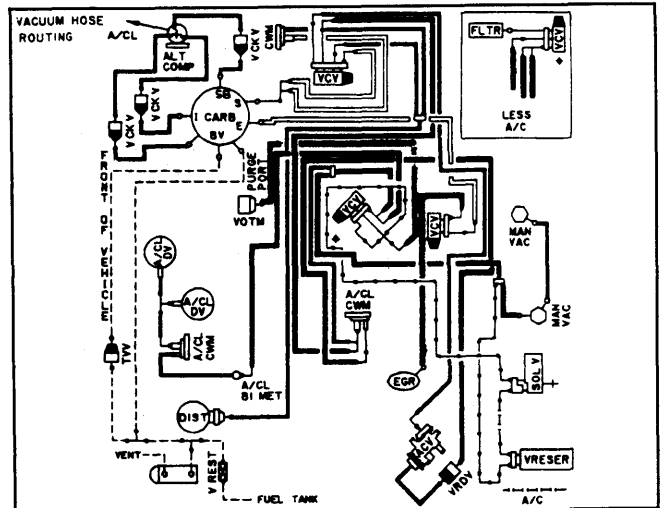 VACUUM HOSE
ROUTING
A/CL
ALT
COMP
VCKV
CWM
VCV
FLTR
VCV
LESS
A/C
VCKV
VCKV
SB
S
I CARB
E
BV
PURGE
PORT
VOTM
FRONT OF VEHICLE
VCV
VCV
MAN
VAC
MAN
VAC
A/CL
DV
A/CL
DV
A/CL
CWM
A/CL
CWM
TVV
A/CL
BI MET
EGR
SOL V
DIST
ACV
VENT
V REST
VRDV
VRESER
FUEL TANK
A/C